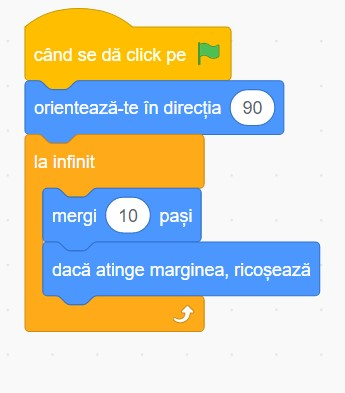 când se dă click pe
orientează-te în direcția 90
la infinit
mergi 10 pași
dacă atinge marginea, ricoșează